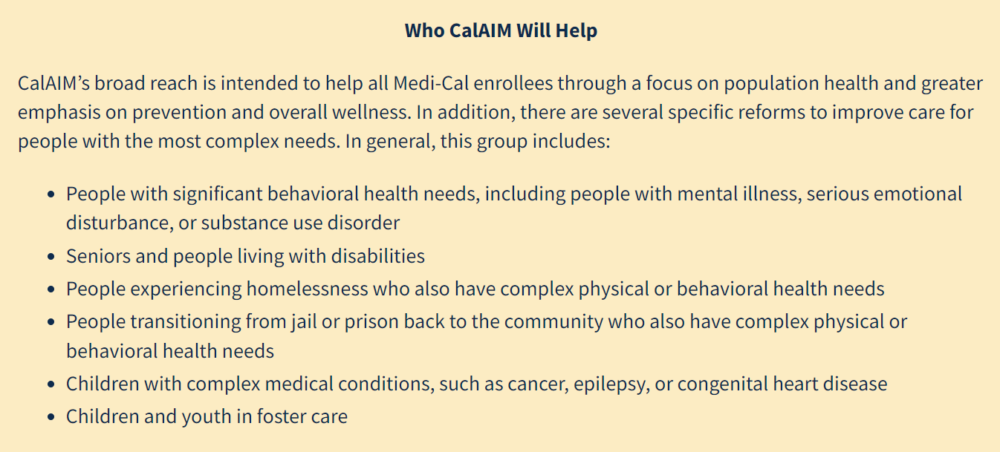 Who CalAIM Will Help
CalAIM’s broad reach is intended to help all Medi-Cal enrollees through a focus on population health and greater
emphasis on prevention and overall wellness. In addition, there are several specific reforms to improve care for
people with the most complex needs. In general, this group includes:
• People with significant behavioral health needs, including people with mental illness, serious emotional
disturbance, or substance use disorder
• Seniors and people living with disabilities
• People experiencing homelessness who also have complex physical or behavioral health needs
• People transitioning from jail or prison back to the community who also have complex physical or
behavioral health needs
• Children with complex medical conditions, such as cancer, epilepsy, or congenital heart disease
• Children and youth in foster care